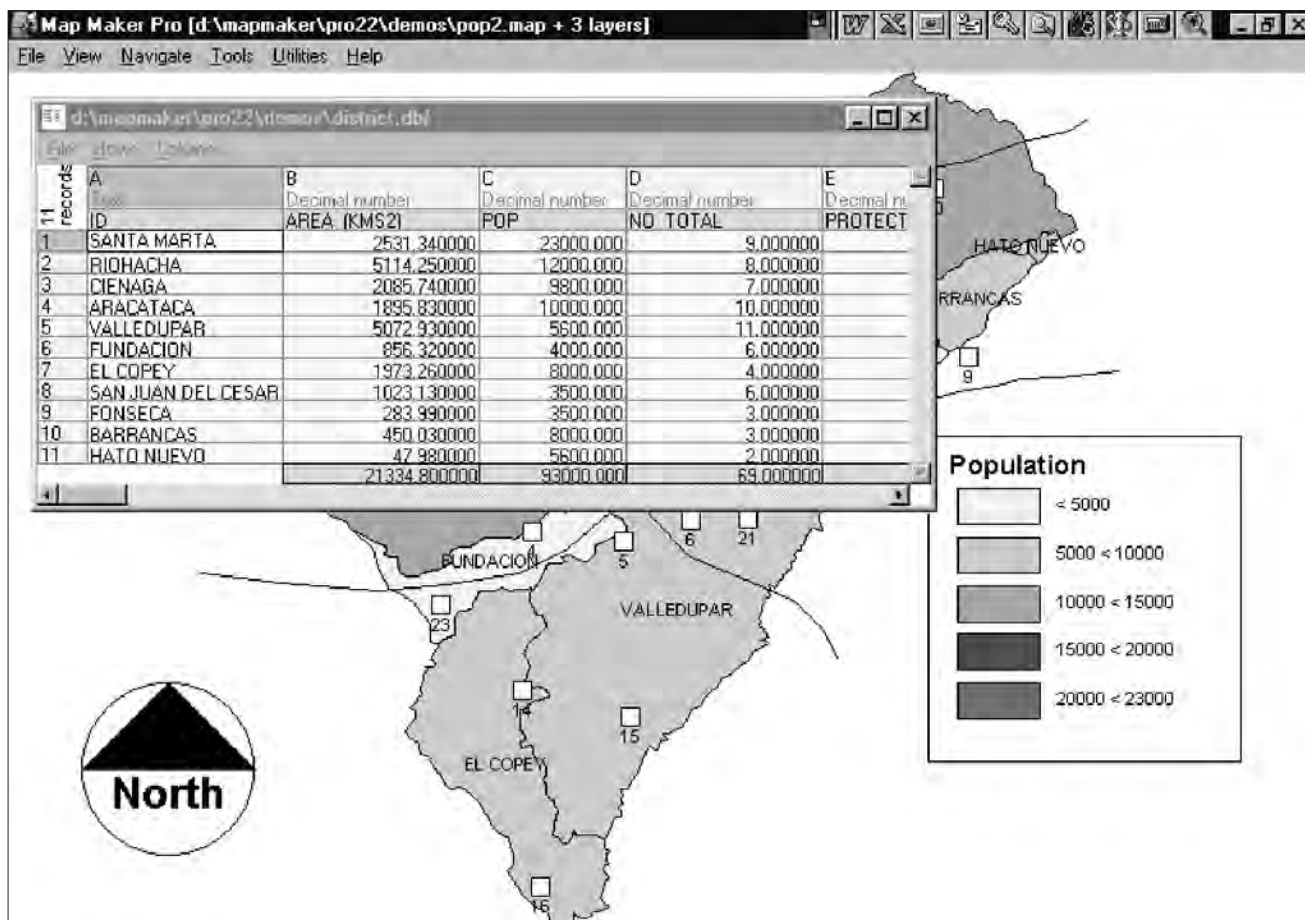 Map Maker Pro [d:\mapmaker\pro22\demos\pop2.map + 3 layers]
File View Navigate Tools Utilities Help
d:\mapmaker\pro22\demos\district.dbf
File Rows Columns
11 records
A B C D E
Text Decimal number Decimal number Decimal number Decimal nu
ID AREA (KMS2) POP NO_TOTAL PROTECT
1 SANTA MARTA 2531.340000 23000.000 9.000000
2 RIOHACHA 5114.250000 12000.000 8.000000
3 CIENAGA 2085.740000 9800.000 7.000000
4 ARACATACA 1895.830000 10000.000 10.000000
5 VALLEDUPAR 5072.930000 5600.000 11.000000
6 FUNDACION 856.320000 4000.000 6.000000
7 EL COPEY 1973.260000 8000.000 4.000000
8 SAN JUAN DEL CESAR 1023.130000 3500.000 6.000000
9 FONSECA 283.990000 3500.000 3.000000
10 BARRANCAS 450.030000 8000.000 3.000000
11 HATO NUEVO 47.980000 5600.000 2.000000
21334.800000 93000.000 69.000000
HATO NUEVO
RRANCAS
9
Population
< 5000
5000 < 10000
10000 < 15000
15000 < 20000
20000 < 23000
FUNDACION
5
6
21
VALLEDUPAR
23
14
15
EL COPEY
16
North